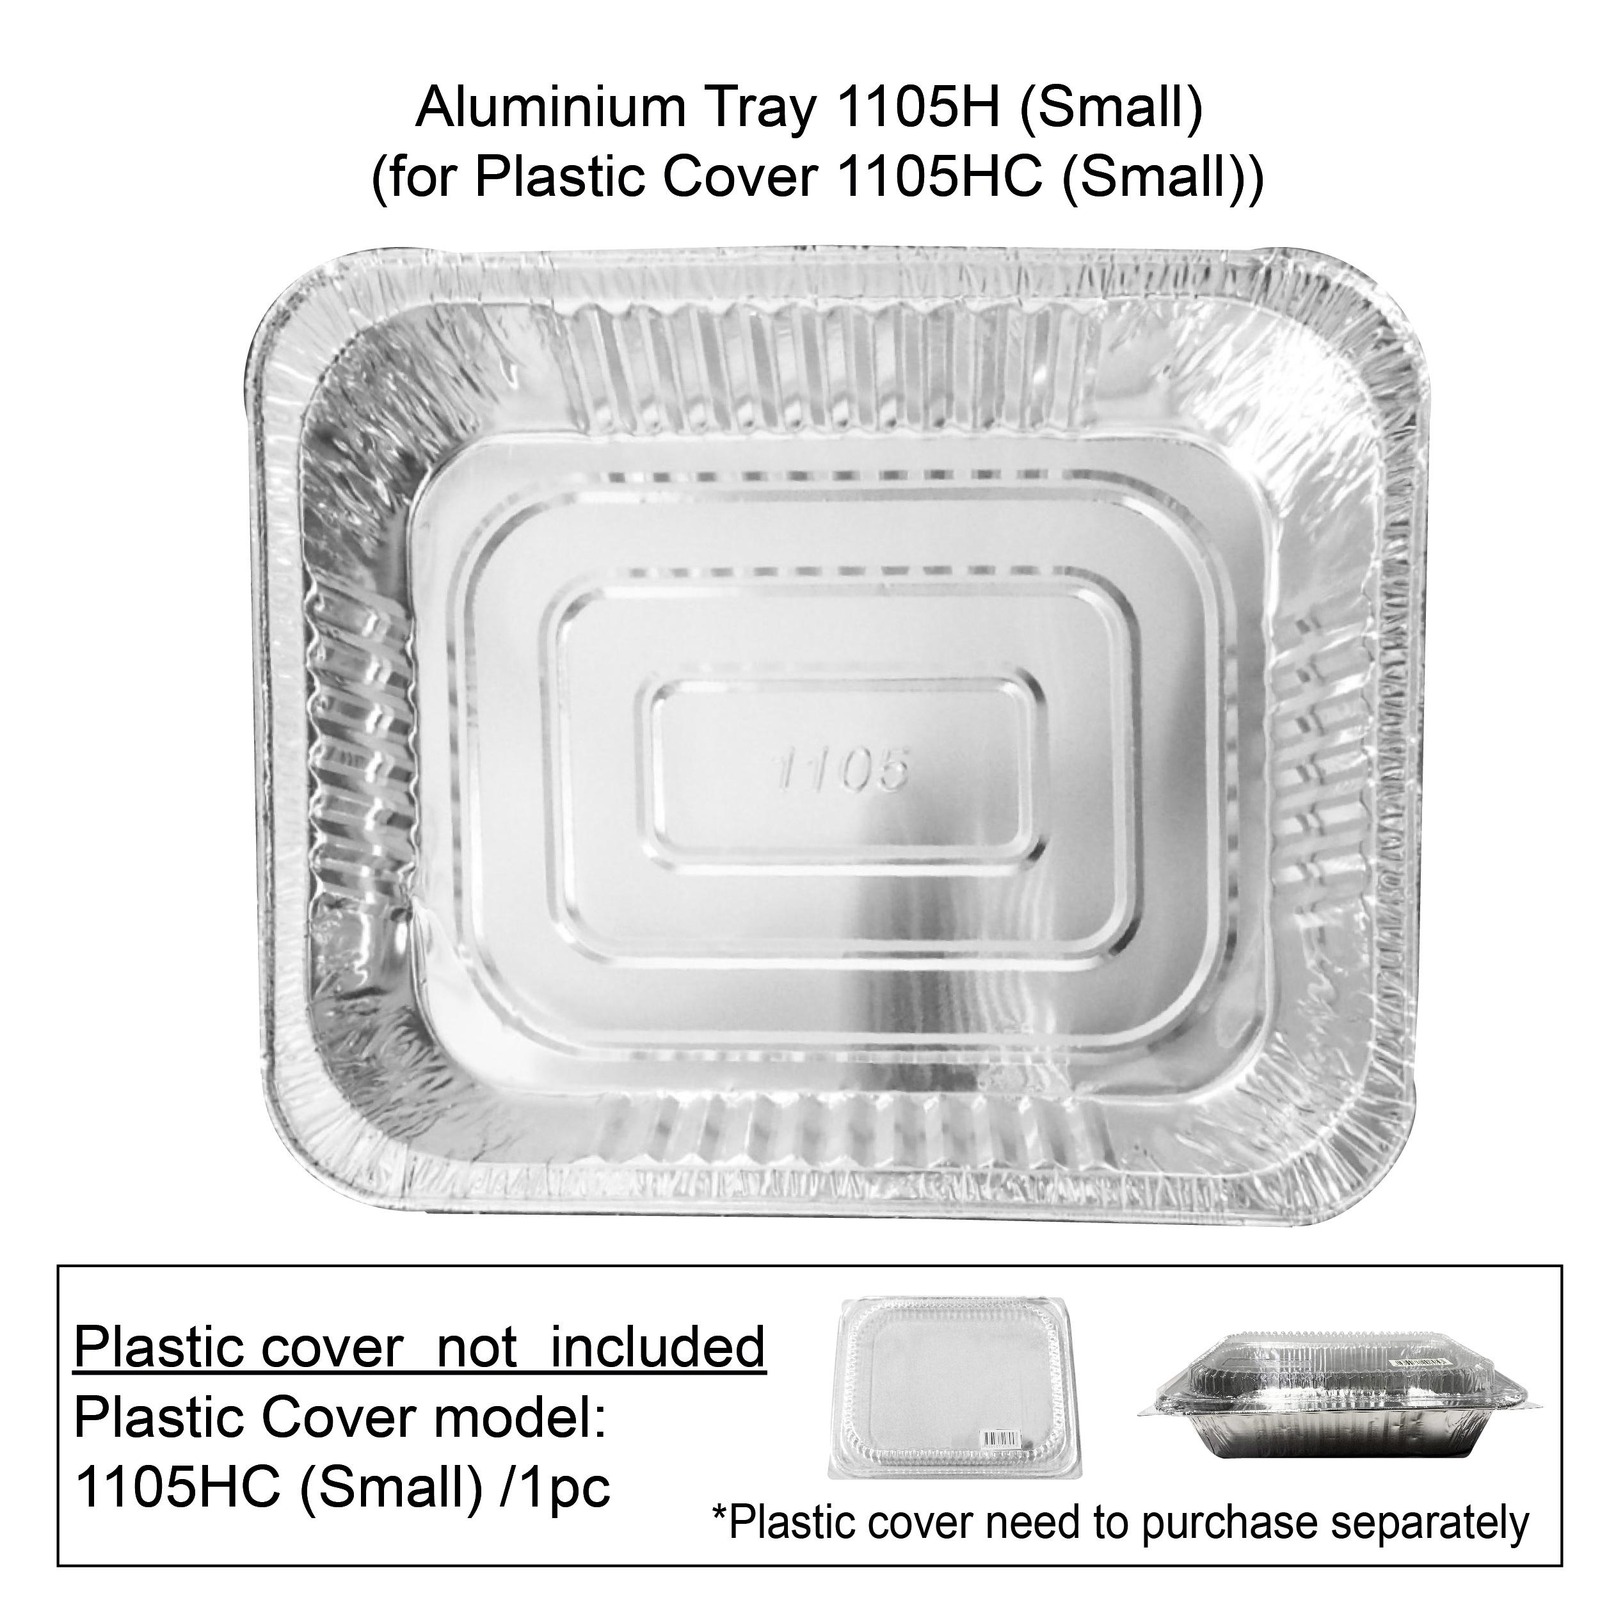 Aluminium Tray 1105H (Small)
(for Plastic Cover 1105HC (Small))
1105
Plastic cover not included
Plastic Cover model:
1105HC (Small) /1pc
*Plastic cover need to purchase separately